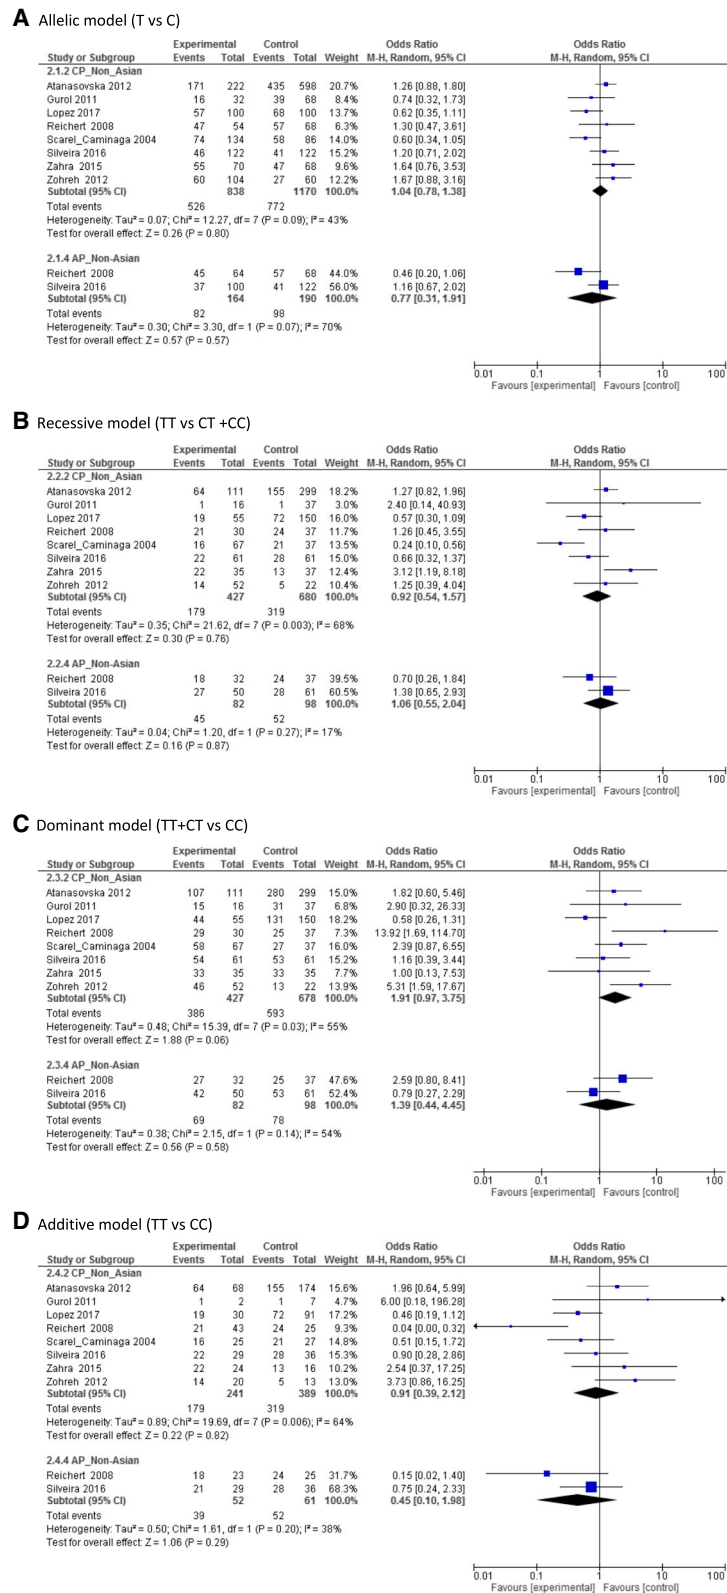 A Allelic model (T vs C)
Experimental Control Odds Ratio Odds Ratio
Study or Subgroup Events Total Events Total Weight M-H, Random, 95% CI M-H, Random, 95% CI
2.1.2 CP_Non_Asian
Atanasovska 2012 171 222 435 598 20.7% 1.26 [0.88, 1.80]
Gurol 2011 16 32 39 68 8.4% 0.74 [0.32, 1.73]
Lopez 2017 57 100 68 100 13.7% 0.62 [0.35, 1.11]
Reichert 2008 47 54 57 68 6.3% 1.30 [0.47, 3.61]
Scarel_Caminaga 2004 74 134 58 86 14.0% 0.60 [0.34, 1.05]
Silveira 2016 46 122 41 122 15.2% 1.20 [0.71, 2.02]
Zahra 2015 55 70 47 68 9.6% 1.64 [0.76, 3.53]
Zohreh 2012 60 104 27 60 12.2% 1.67 [0.88, 3.16]
Subtotal (95% CI) 838 1170 100.0% 1.04 [0.78, 1.38]
Total events 526 772
Heterogeneity: Tau² = 0.07; Chi² = 12.27, df = 7 (P = 0.09); I² = 43%
Test for overall effect: Z = 0.26 (P = 0.80)
2.1.4 AP_Non-Asian
Reichert 2008 45 64 57 68 44.0% 0.46 [0.20, 1.06]
Silveira 2016 37 100 41 122 56.0% 1.16 [0.67, 2.02]
Subtotal (95% CI) 164 190 100.0% 0.77 [0.31, 1.91]
Total events 82 98
Heterogeneity: Tau² = 0.30; Chi² = 3.30, df = 1 (P = 0.07); I² = 70%
Test for overall effect: Z = 0.57 (P = 0.57)
0.01 0.1 1 10 100
Favours [experimental] Favours [control]
B Recessive model (TT vs CT +CC)
Experimental Control Odds Ratio Odds Ratio
Study or Subgroup Events Total Events Total Weight M-H, Random, 95% CI M-H, Random, 95% CI
2.2.2 CP_Non_Asian
Atanasovska 2012 64 111 155 299 18.2% 1.27 [0.82, 1.96]
Gurol 2011 1 16 1 37 3.0% 2.40 [0.14, 40.93]
Lopez 2017 19 55 72 150 16.0% 0.57 [0.30, 1.09]
Reichert 2008 21 30 24 37 11.7% 1.26 [0.45, 3.55]
Scarel_Caminaga 2004 16 67 21 37 13.5% 0.24 [0.10, 0.56]
Silveira 2016 22 61 28 61 15.0% 0.66 [0.32, 1.37]
Zahra 2015 22 35 13 37 12.4% 3.12 [1.19, 8.18]
Zohreh 2012 14 52 5 22 10.4% 1.25 [0.39, 4.04]
Subtotal (95% CI) 427 680 100.0% 0.92 [0.54, 1.57]
Total events 179 319
Heterogeneity: Tau² = 0.35; Chi² = 21.62, df = 7 (P = 0.003); I² = 68%
Test for overall effect: Z = 0.30 (P = 0.76)
2.2.4 AP_Non-Asian
Reichert 2008 18 32 24 37 39.5% 0.70 [0.26, 1.84]
Silveira 2016 27 50 28 61 60.5% 1.38 [0.65, 2.93]
Subtotal (95% CI) 82 98 100.0% 1.06 [0.55, 2.04]
Total events 45 52
Heterogeneity: Tau² = 0.04; Chi² = 1.20, df = 1 (P = 0.27); I² = 17%
Test for overall effect: Z = 0.16 (P = 0.87)
0.01 0.1 1 10 100
Favours [experimental] Favours [control]
C Dominant model (TT+CT vs CC)
Experimental Control Odds Ratio Odds Ratio
Study or Subgroup Events Total Events Total Weight M-H, Random, 95% CI M-H, Random, 95% CI
2.3.2 CP_Non_Asian
Atanasovska 2012 107 111 280 299 15.0% 1.82 [0.60, 5.46]
Gurol 2011 15 16 31 37 7.0% 2.90 [0.32, 26.33]
Lopez 2017 44 55 131 150 18.2% 0.58 [0.26, 1.31]
Reichert 2008 29 30 25 37 7.3% 13.92 [1.69, 114.70]
Scarel_Caminaga 2004 58 67 27 37 16.0% 2.39 [0.87, 6.55]
Silveira 2016 54 61 53 61 15.0% 1.16 [0.39, 3.44]
Zahra 2015 33 35 33 35 7.7% 1.00 [0.13, 7.53]
Zohreh 2012 46 52 13 22 13.9% 5.31 [1.59, 17.67]
Subtotal (95% CI) 427 678 100.0% 1.91 [0.97, 3.75]
Total events 386 593
Heterogeneity: Tau² = 0.48; Chi² = 15.39, df = 7 (P = 0.03); I² = 55%
Test for overall effect: Z = 1.88 (P = 0.06)
2.3.4 AP_Non-Asian
Reichert 2008 27 32 25 37 47.6% 2.59 [0.80, 8.41]
Silveira 2016 42 50 53 61 52.4% 0.79 [0.27, 2.29]
Subtotal (95% CI) 82 98 100.0% 1.39 [0.44, 4.45]
Total events 69 78
Heterogeneity: Tau² = 0.38; Chi² = 2.15, df = 1 (P = 0.14); I² = 54%
Test for overall effect: Z = 0.56 (P = 0.58)
0.01 0.1 1 10 100
Favours [experimental] Favours [control]
D Additive model (TT vs CC)
Experimental Control Odds Ratio Odds Ratio
Study or Subgroup Events Total Events Total Weight M-H, Random, 95% CI M-H, Random, 95% CI
2.4.2 CP_Non_Asian
Atanasovska 2012 64 68 155 174 15.6% 1.96 [0.64, 5.99]
Gurol 2011 1 2 1 7 4.7% 6.00 [0.18, 196.28]
Lopez 2017 19 30 72 91 17.2% 0.46 [0.19, 1.12]
Reichert 2008 21 43 24 25 9.3% 0.04 [0.00, 0.32]
Scarel_Caminaga 2004 16 25 21 27 14.8% 0.51 [0.15, 1.72]
Silveira 2016 22 29 28 36 15.2% 0.90 [0.28, 2.86]
Zahra 2015 22 24 13 16 10.2% 2.54 [0.37, 17.25]
Zohreh 2012 14 20 5 13 13.0% 3.73 [0.86, 16.25]
Subtotal (95% CI) 241 389 100.0% 0.91 [0.39, 2.12]
Total events 179 319
Heterogeneity: Tau² = 0.89; Chi² = 19.69, df = 7 (P = 0.006); I² = 64%
Test for overall effect: Z = 0.22 (P = 0.82)
4.4.4 AP_Non-Asian
Reichert 2008 18 23 24 25 31.7% 0.15 [0.02, 1.40]
Silveira 2016 21 29 28 36 68.3% 0.75 [0.24, 2.33]
Subtotal (95% CI) 52 61 100.0% 0.45 [0.10, 1.98]
Total events 39 52
Heterogeneity: Tau² = 0.50; Chi² = 1.61, df = 1 (P = 0.20); I² = 38%
Test for overall effect: Z = 1.06 (P = 0.29)
0.01 0.1 1 10 100
Favours [experimental] Favours [control]